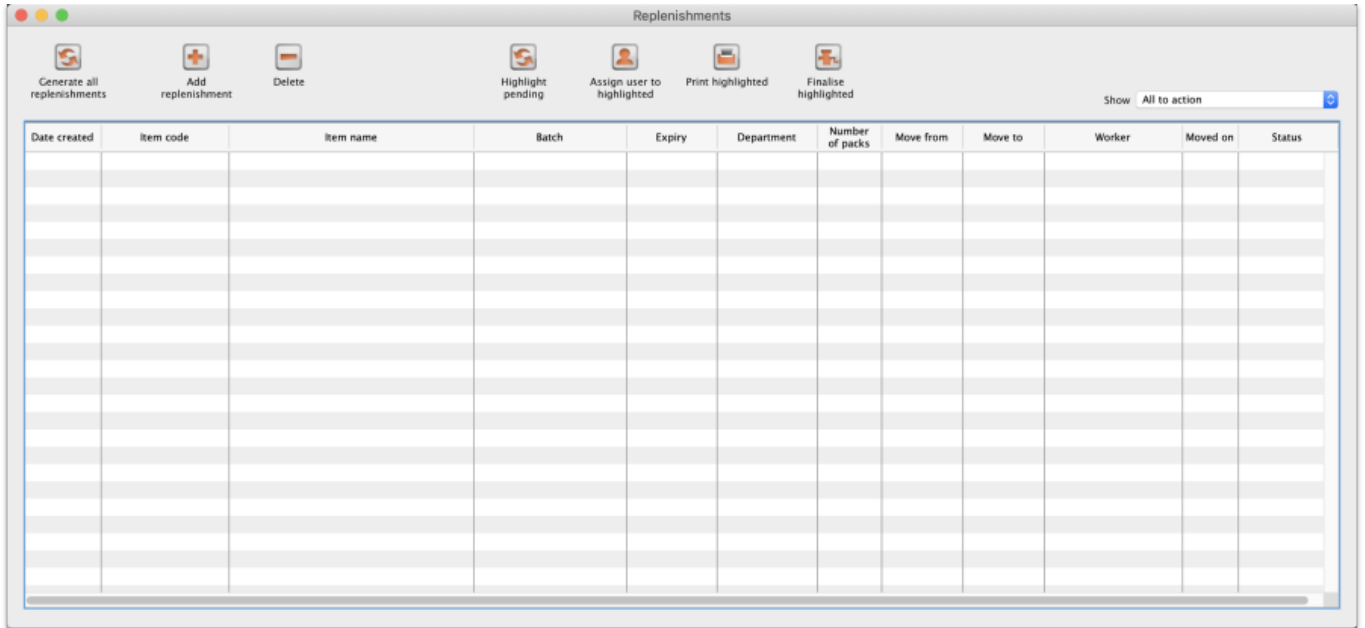 Replenishments
Generate all
replenishments
Add
replenishment
Delete
Highlight
pending
Assign user to
highlighted
Print highlighted
Finalise
highlighted
Show All to action
Date created Item code Item name Batch Expiry Department Number of packs Move from Move to Worker Moved on Status